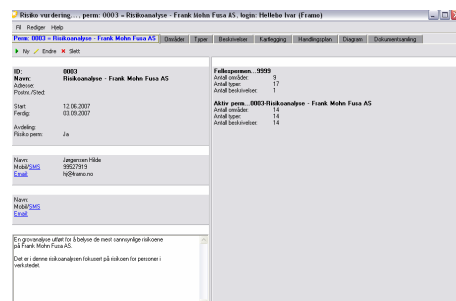 Risiko vurdering.... perm: 0003 = Risikoanalyse - Frank Mohn Fusa AS. login: Hellebø Ivar (Framo)
Fil Rediger Hjelp
Perm: 0003 = Risikoanalyse - Frank Mohn Fusa AS Områder Typer Beskrivelser Kartlegging Handlingsplan Diagram Dokumentsamling
Ny Endre Slett
ID: 0003
Navn: Risikoanalyse - Frank Mohn Fusa AS
Adresse:
Postnr./Sted:
Start: 12.06.2007
Ferdig: 03.09.2007
Avdeling:
Risiko perm: Ja
Navn: Jørgensen Hilde
Mobil/SMS 99527919
Email: hj@framo.no
Navn:
Mobil/SMS
Email:
En grovanalyse utført for å belyse de mest sannsynlige risikoene
på Frank Mohn Fusa AS.
Det er i denne risikoanalysen fokusert på risikoen for personer i
verkstedet.
Fellespermen...9999
Antall områder: 9
Antall typer: 17
Antall beskrivelser: 1
Aktiv perm...0003-Risikoanalyse - Frank Mohn Fusa AS
Antall områder: 14
Antall typer: 14
Antall beskrivelser: 14